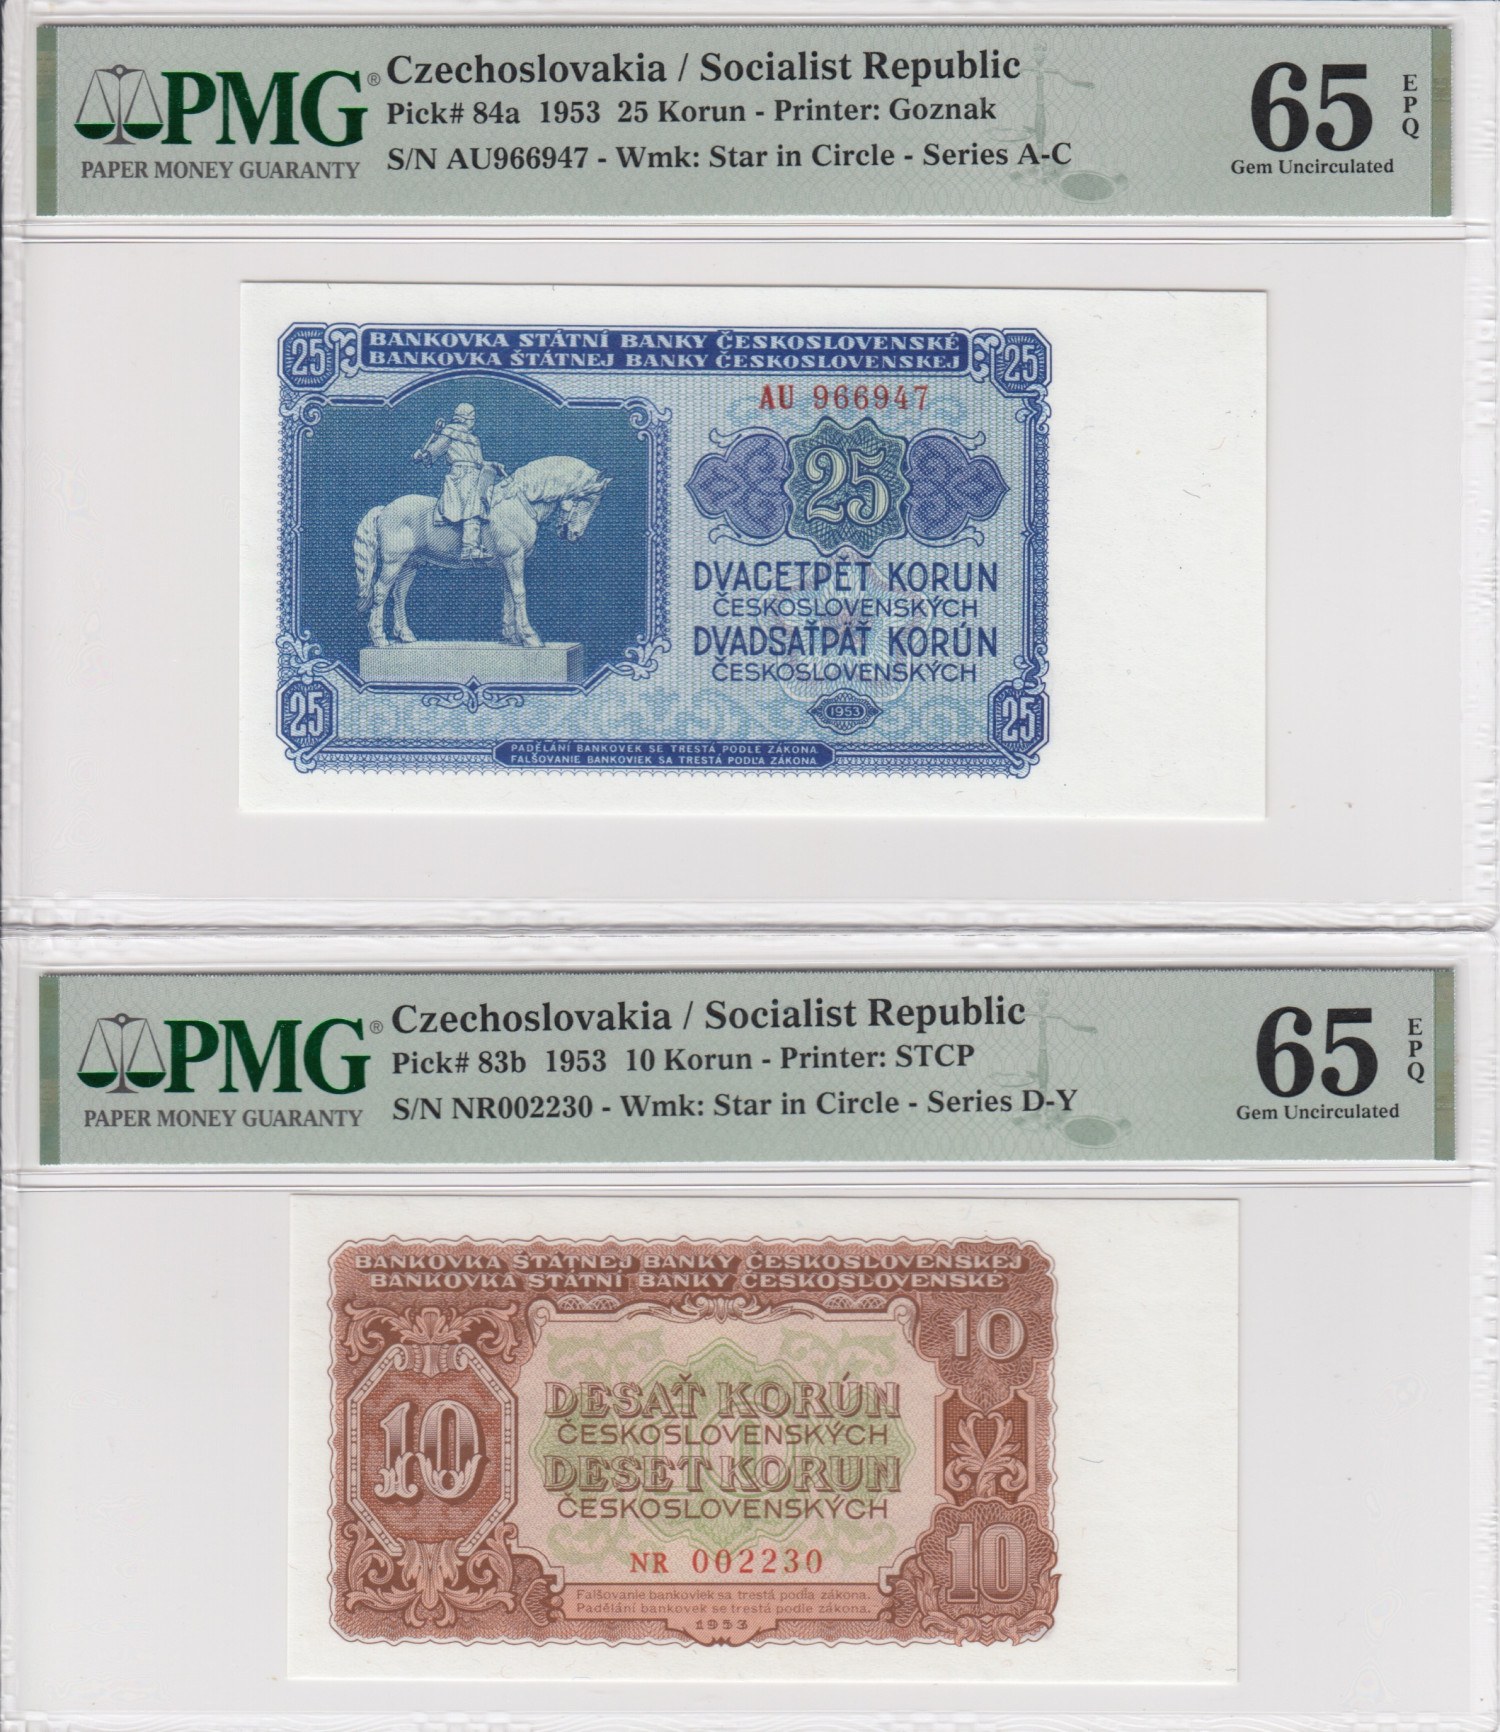 PMG®
PAPER MONEY GUARANTY
Czechoslovakia / Socialist Republic
Pick# 84a 1953 25 Korun - Printer: Goznak
S/N AU966947 - Wmk: Star in Circle - Series A-C
65
EPQ
Gem Uncirculated
25
BANKOVKA STÁTNÍ BANKY ČESKOSLOVENSKÉ
BANKOVKA ŠTÁTNEJ BANKY ČESKOSLOVENSKEJ
25
AU 966947
25
DVACETPĚT KORUN
ČESKOSLOVENSKÝCH
DVADSAŤPÄŤ KORÚN
ČESKOSLOVENSKÝCH
25
1953
25
PADĚLÁNÍ BANKOVEK SE TRESTÁ PODLE ZÁKONA
FALŠOVANIE BANKOVIEK SA TRESTÁ PODĽA ZÁKONA
PMG®
PAPER MONEY GUARANTY
Czechoslovakia / Socialist Republic
Pick# 83b 1953 10 Korun - Printer: STCP
S/N NR002230 - Wmk: Star in Circle - Series D-Y
65
EPQ
Gem Uncirculated
BANKOVKA ŠTÁTNEJ BANKY ČESKOSLOVENSKEJ
BANKOVKA STÁTNÍ BANKY ČESKOSLOVENSKÉ
10
10
DESAŤ KORÚN
ČESKOSLOVENSKÝCH
DESET KORUN
ČESKOSLOVENSKÝCH
NR 002230
10
Falšovanie bankoviek sa trestá podľa zákona.
Padělání bankovek se trestá podle zákona.
1953